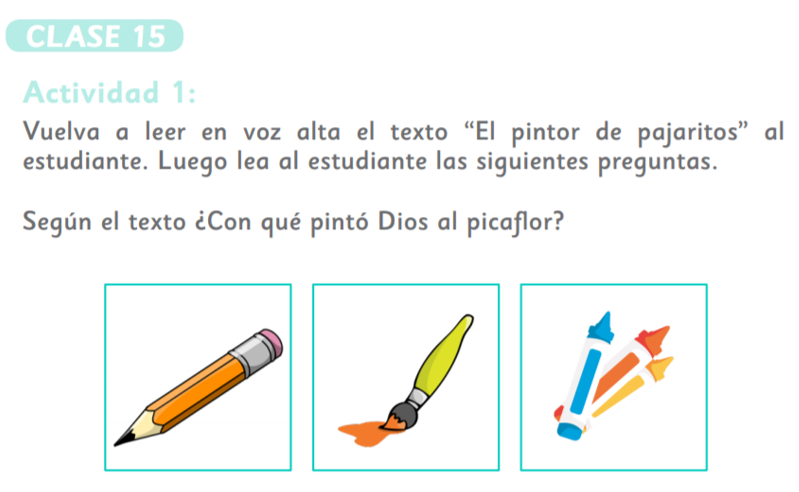 CLASE 15
Actividad 1:
Vuelva a leer en voz alta el texto “El pintor de pajaritos” al
estudiante. Luego lea al estudiante las siguientes preguntas.
Según el texto ¿Con qué pintó Dios al picaflor?